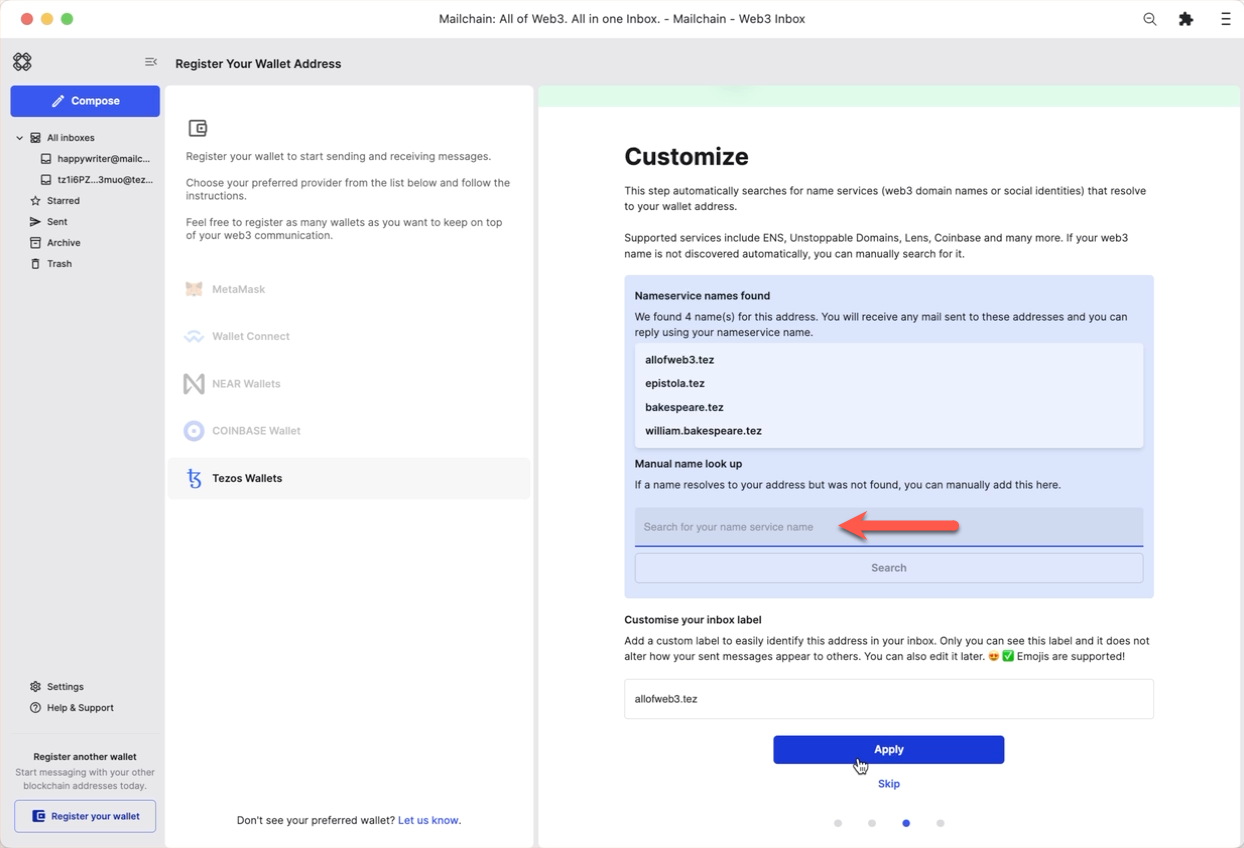 Mailchain: All of Web3. All in one Inbox. - Mailchain - Web3 Inbox
Register Your Wallet Address
Compose
All inboxes
happywriter@mailc...
tz1i6PZ...3muo@tez...
Starred
Sent
Archive
Trash
Settings
Help & Support
Register another wallet
Start messaging with your other
blockchain addresses today.
Register your wallet
Register your wallet to start sending and receiving messages.
Choose your preferred provider from the list below and follow the
instructions.
Feel free to register as many wallets as you want to keep on top
of your web3 communication.
MetaMask
Wallet Connect
NEAR Wallets
COINBASE Wallet
Tezos Wallets
Don't see your preferred wallet? Let us know.
Customize
This step automatically searches for name services (web3 domain names or social identities) that resolve
to your wallet address.
Supported services include ENS, Unstoppable Domains, Lens, Coinbase and many more. If your web3
name is not discovered automatically, you can manually search for it.
Nameservice names found
We found 4 name(s) for this address. You will receive any mail sent to these addresses and you can
reply using your nameservice name.
allofweb3.tez
epistola.tez
bakespeare.tez
william.bakespeare.tez
Manual name look up
If a name resolves to your address but was not found, you can manually add this here.
Search for your name service name
Search
Customise your inbox label
Add a custom label to easily identify this address in your inbox. Only you can see this label and it does not
alter how your sent messages appear to others. You can also edit it later. 😍 ✅ Emojis are supported!
allofweb3.tez
Apply
Skip